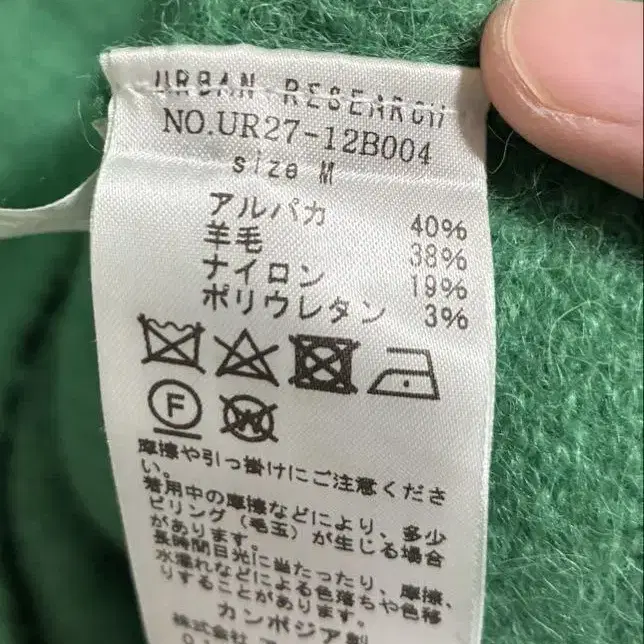 URBAN RESEARCH
NO.UR27-12B004
size M
アルパカ 40%
羊毛 38%
ナイロン 19%
ポリウレタン 3%
F
W
摩擦や引っ掛けにご注意くださ
い。
着用中の摩擦などにより、多少
ピリング(毛玉)が生じる場合
があります。
長時間日光に当たったり、摩擦、
水濡れなどによる色落ちや色移
りすることがあります。
カンボジア製
株式会社